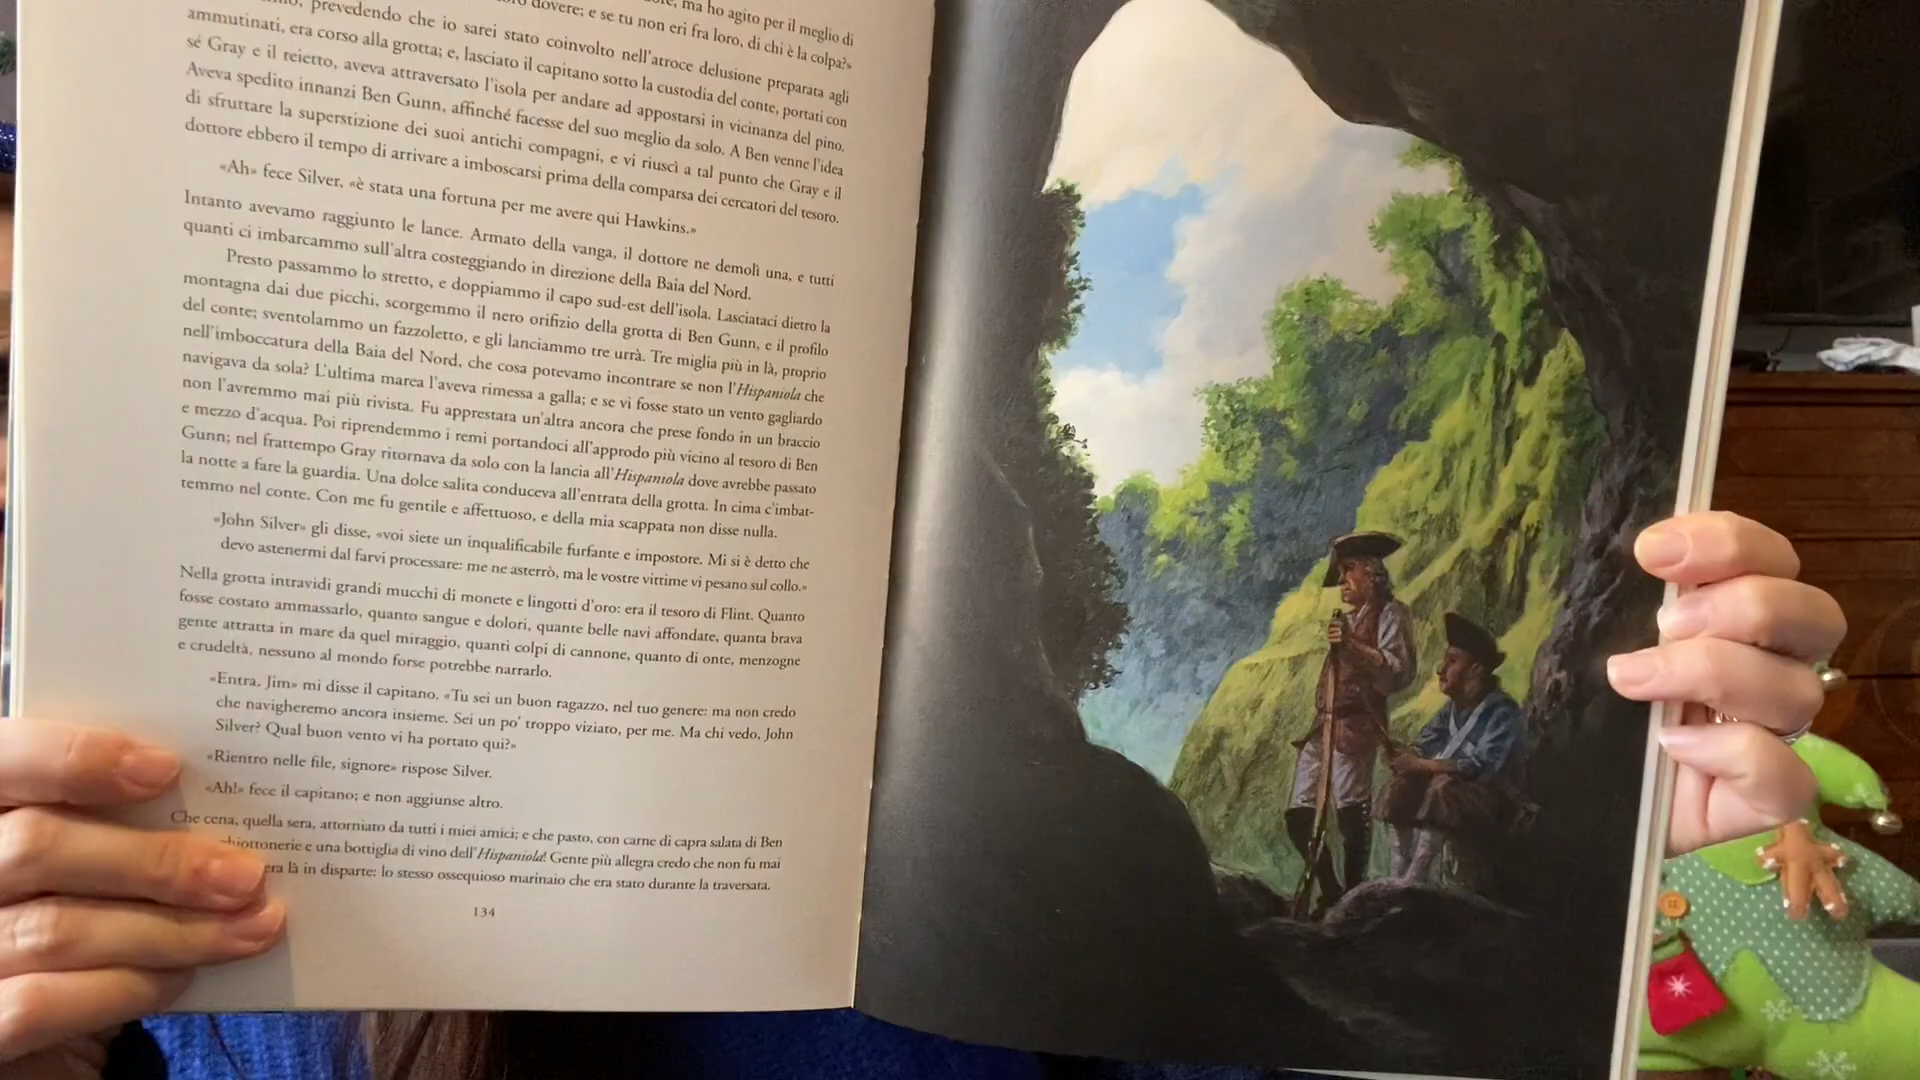 ma ho agito per il meglio di
dovere; e se tu non eri fra loro, di chi è la colpa?»
prevedendo che io sarei stato coinvolto nell'atroce delusione preparata agli
ammutinati, era corso alla grotta; e, lasciato il capitano sotto la custodia del conte, portati con
sé Gray e il reietto, aveva attraversato l'isola per andare ad appostarsi in vicinanza del pino.
Aveva spedito innanzi Ben Gunn, affinché facesse del suo meglio da solo. A Ben venne l'idea
di sfruttare la superstizione dei suoi antichi compagni, e vi riuscì a tal punto che Gray e il
dottore ebbero il tempo di arrivare a imboscarsi prima della comparsa dei cercatori del tesoro.
«Ah» fece Silver, «è stata una fortuna per me avere qui Hawkins.»
Intanto avevamo raggiunto le lance. Armato della vanga, il dottore ne demolì una, e tutti
quanti ci imbarcammo sull'altra costeggiando in direzione della Baia del Nord.
Presto passammo lo stretto, e doppiammo il capo sud-est dell'isola. Lasciataci dietro la
montagna dai due picchi, scorgemmo il nero orifizio della grotta di Ben Gunn, e il profilo
del conte; sventolammo un fazzoletto, e gli lanciammo tre urrà. Tre miglia più in là, proprio
nell'imboccatura della Baia del Nord, che cosa potevamo incontrare se non l'Hispaniola che
navigava da sola? L'ultima marea l'aveva rimessa a galla; e se vi fosse stato un vento gagliardo
non l'avremmo mai più rivista. Fu apprestata un'altra ancora che prese fondo in un braccio
e mezzo d'acqua. Poi riprendemmo i remi portandoci all'approdo più vicino al tesoro di Ben
Gunn; nel frattempo Gray ritornava da solo con la lancia all'Hispaniola dove avrebbe passato
la notte a fare la guardia. Una dolce salita conduceva all'entrata della grotta. In cima c'imbat-
temmo nel conte. Con me fu gentile e affettuoso, e della mia scappata non disse nulla.
«John Silver» gli disse, «voi siete un inqualificabile furfante e impostore. Mi si è detto che
devo astenermi dal farvi processare: me ne asterrò, ma le vostre vittime vi pesano sul collo.»
Nella grotta intravidi grandi mucchi di monete e lingotti d'oro: era il tesoro di Flint. Quanto
fosse costato ammassarlo, quanto sangue e dolori, quante belle navi affondate, quanta brava
gente attratta in mare da quel miraggio, quanti colpi di cannone, quanto di onte, menzogne
e crudeltà, nessuno al mondo forse potrebbe narrarlo.
«Entra, Jim» mi disse il capitano. «Tu sei un buon ragazzo, nel tuo genere: ma non credo
che navigheremo ancora insieme. Sei un po' troppo viziato, per me. Ma chi vedo, John
Silver? Qual buon vento vi ha portato qui?»
«Rientro nelle file, signore» rispose Silver.
«Ah!» fece il capitano; e non aggiunse altro.
Che cena, quella sera, attorniato da tutti i miei amici; e che pasto, con carne di capra salata di Ben
e una bottiglia di vino dell'Hispaniola! Gente più allegra credo che non fu mai
era là in disparte: lo stesso ossequioso marinaio che era stato durante la traversata.
134